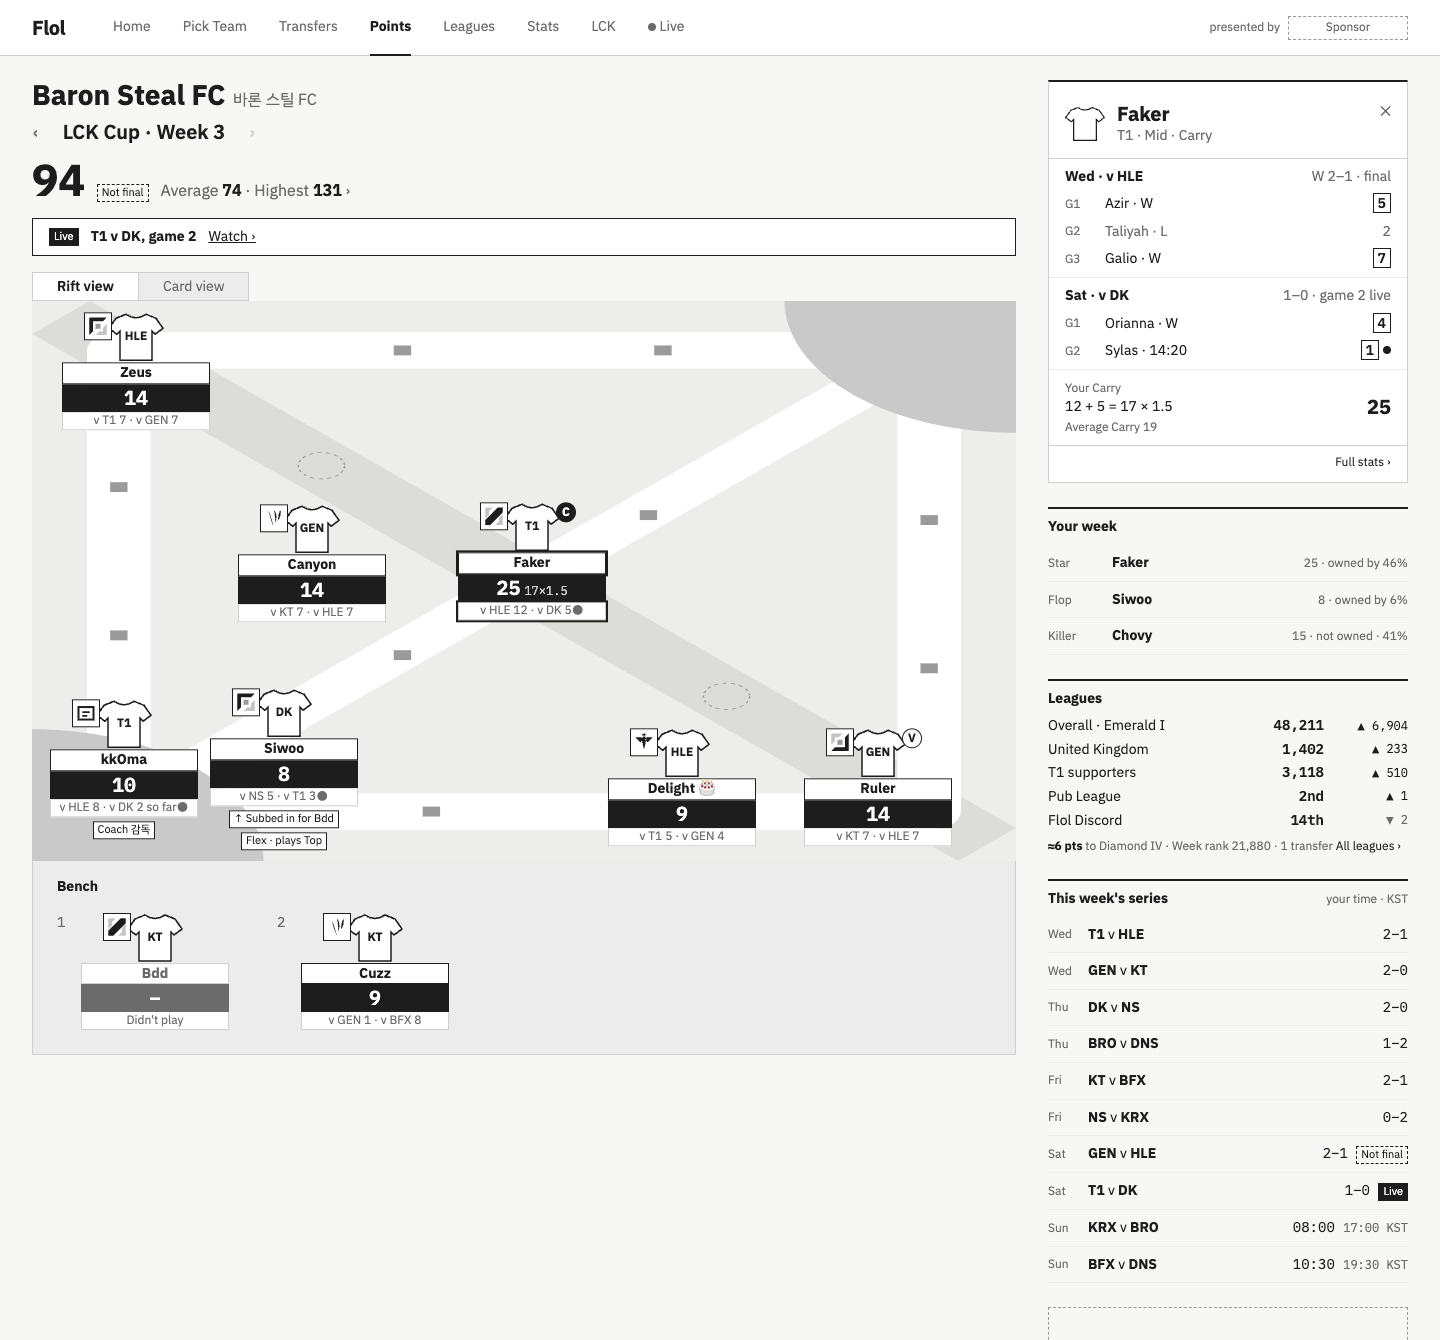 Flol Home Pick Team Transfers Points Leagues Stats LCK Live presented by Sponsor
Baron Steal FC 바론 스틸 FC
‹ LCK Cup · Week 3 ›
94 Not final Average 74 · Highest 131 ›
Live T1 v DK, game 2 Watch ›
Rift view Card view
HLE
Zeus
14
v T1 7 · v GEN 7
GEN
Canyon
14
v KT 7 · v HLE 7
T1 C
Faker
25 17×1.5
v HLE 12 · v DK 5
T1
kkOma
10
v HLE 8 · v DK 2 so far
Coach 감독
DK
Siwoo
8
v NS 5 · v T1 3
↑ Subbed in for Bdd
Flex · plays Top
HLE
Delight 🎂
9
v T1 5 · v GEN 4
GEN V
Ruler
14
v KT 7 · v HLE 7
Bench
1 KT
Bdd
–
Didn't play
2 KT
Cuzz
9
v GEN 1 · v BFX 8
Faker ×
T1 · Mid · Carry
Wed · v HLE W 2–1 · final
G1 Azir · W 5
G2 Taliyah · L 2
G3 Galio · W 7
Sat · v DK 1–0 · game 2 live
G1 Orianna · W 4
G2 Sylas · 14:20 1
Your Carry
12 + 5 = 17 × 1.5 25
Average Carry 19
Full stats ›
Your week
Star Faker 25 · owned by 46%
Flop Siwoo 8 · owned by 6%
Killer Chovy 15 · not owned · 41%
Leagues
Overall · Emerald I 48,211 ▲ 6,904
United Kingdom 1,402 ▲ 233
T1 supporters 3,118 ▲ 510
Pub League 2nd ▲ 1
Flol Discord 14th ▼ 2
≈6 pts to Diamond IV · Week rank 21,880 · 1 transfer All leagues ›
This week's series your time · KST
Wed T1 v HLE 2–1
Wed GEN v KT 2–0
Thu DK v NS 2–0
Thu BRO v DNS 1–2
Fri KT v BFX 2–1
Fri NS v KRX 0–2
Sat GEN v HLE 2–1 Not final
Sat T1 v DK 1–0 Live
Sun KRX v BRO 08:00 17:00 KST
Sun BFX v DNS 10:30 19:30 KST